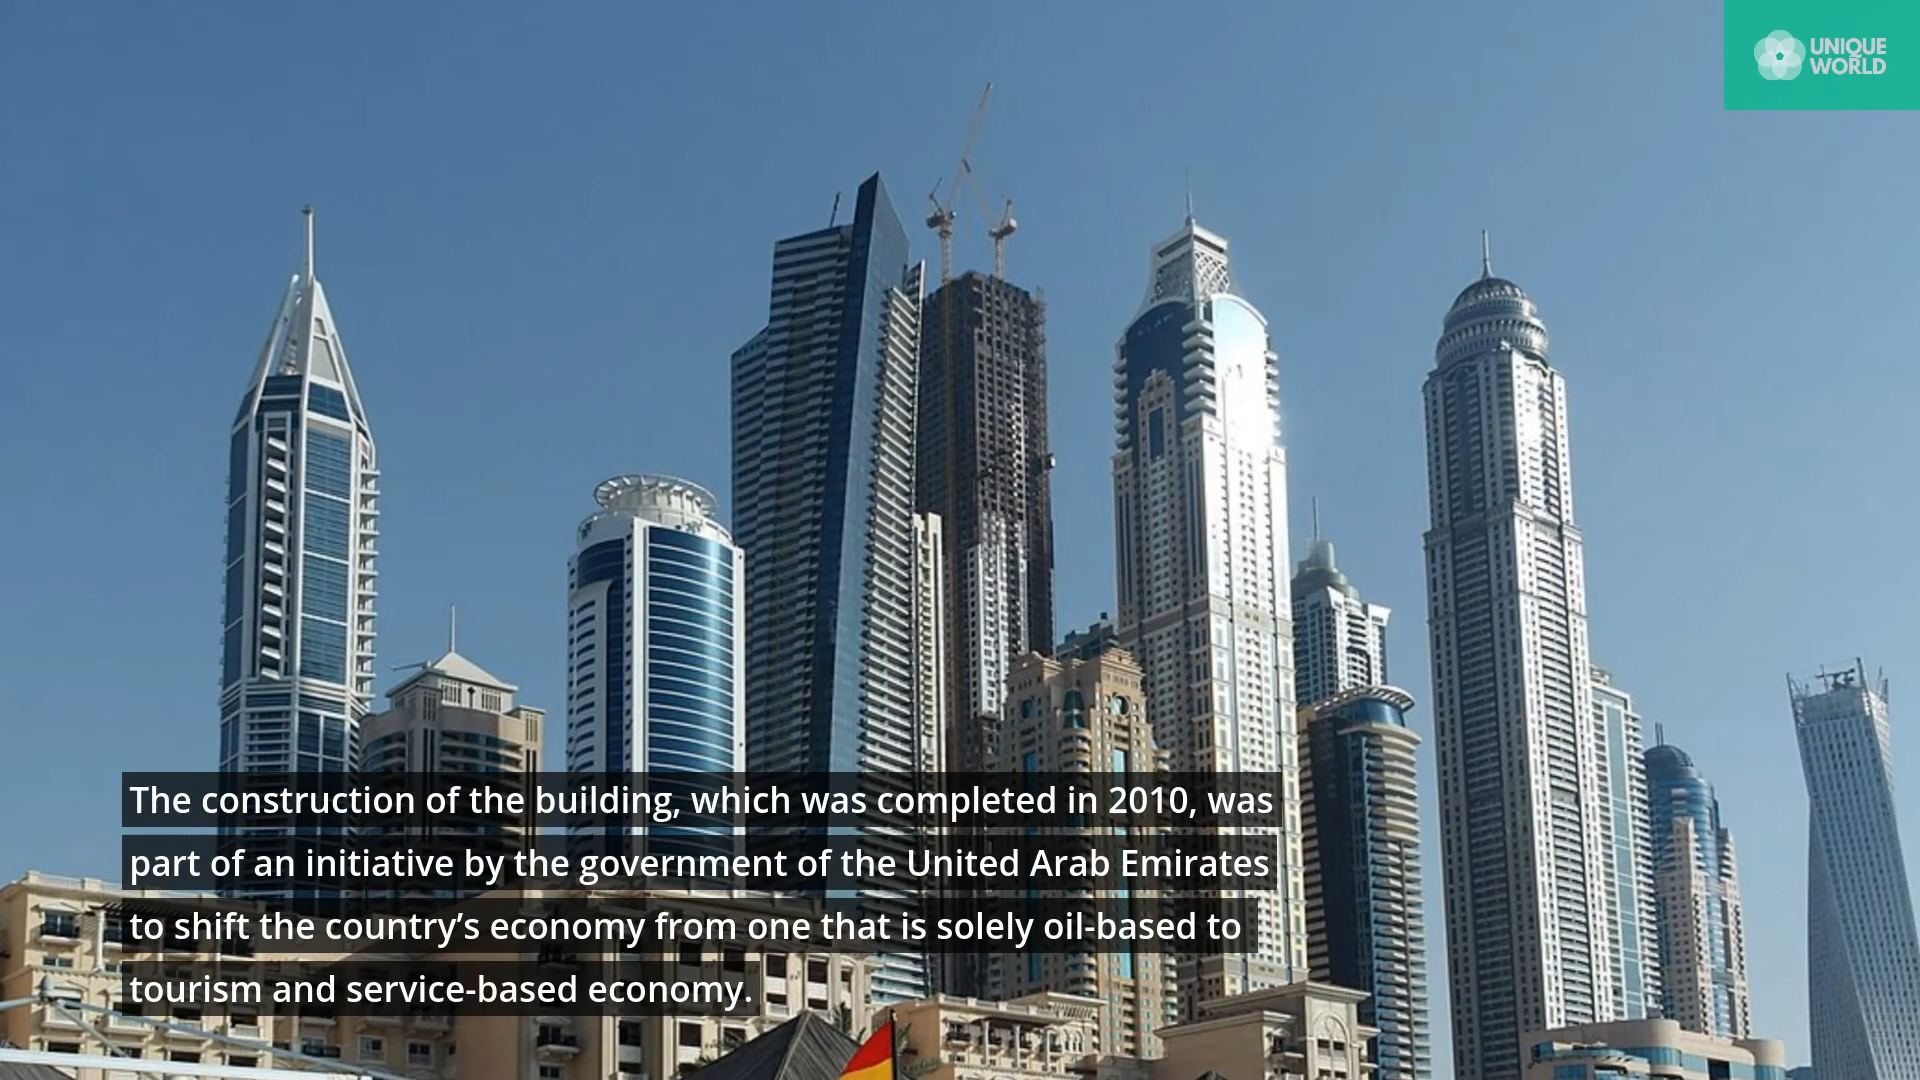 UNIQUE
WORLD
The construction of the building, which was completed in 2010, was
part of an initiative by the government of the United Arab Emirates
to shift the country’s economy from one that is solely oil-based to
tourism and service-based economy.